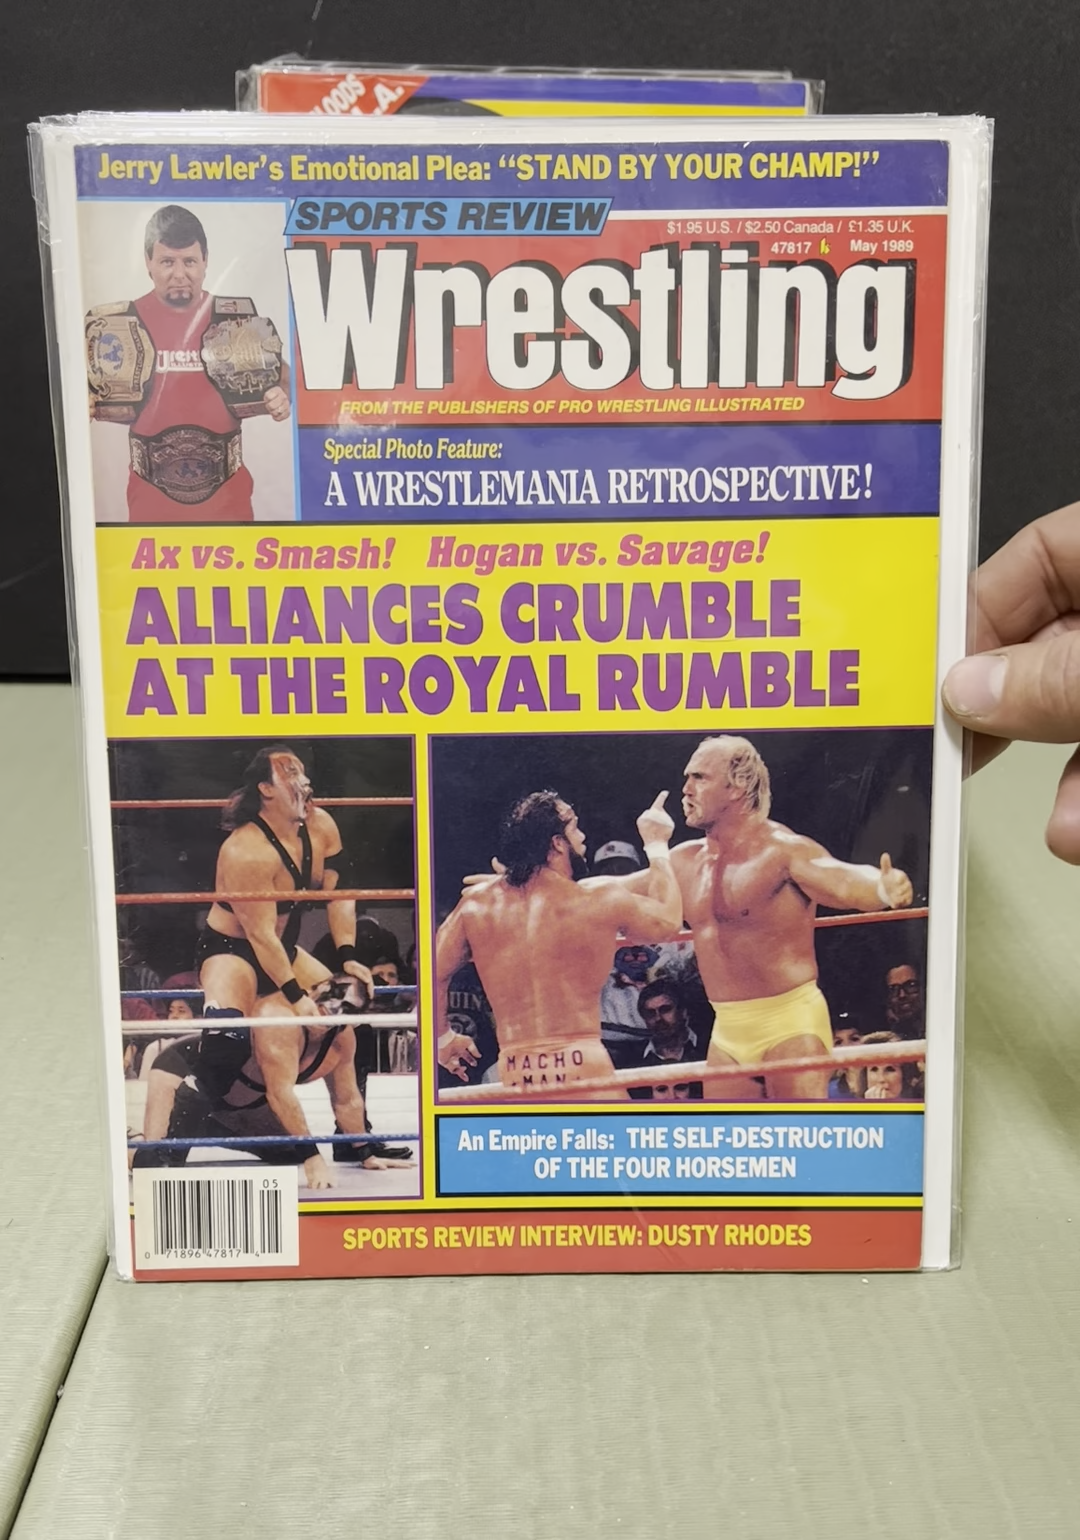 LOODS
L.A.
Jerry Lawler's Emotional Plea: "STAND BY YOUR CHAMP!"
SPORTS REVIEW
$1.95 U.S. / $2.50 Canada / £1.35 U.K.
47817 May 1989
Wrestling
FROM THE PUBLISHERS OF PRO WRESTLING ILLUSTRATED
Special Photo Feature:
A WRESTLEMANIA RETROSPECTIVE!
Ax vs. Smash! Hogan vs. Savage!
ALLIANCES CRUMBLE
AT THE ROYAL RUMBLE
MACHO
MAN
An Empire Falls: THE SELF-DESTRUCTION
OF THE FOUR HORSEMEN
05
0 71896 47817 4
SPORTS REVIEW INTERVIEW: DUSTY RHODES